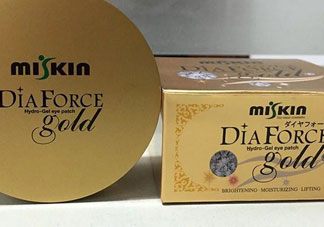 miSkin
DIAFORCE
Hydro-Gel eye patch
gold
miSkin
ダイヤフォー
DIAFORCE
Hydro-Gel eye patch
gold
BRIGHTENING MOISTURIZING LIFTING